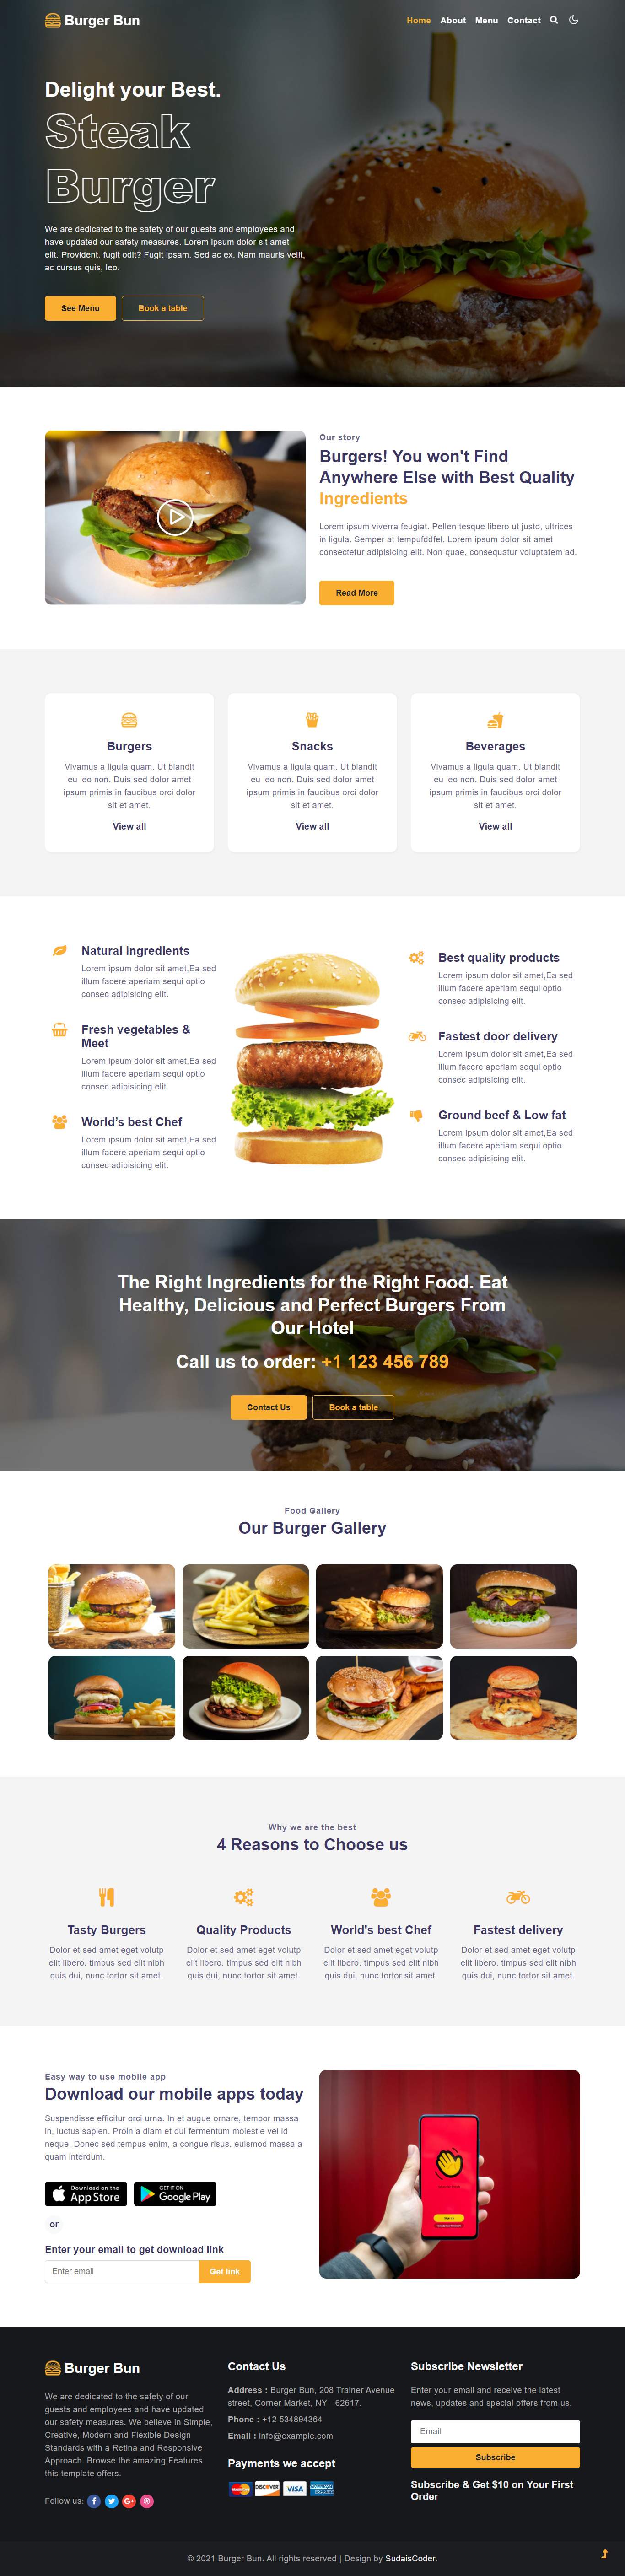 Burger Bun
Home About Menu Contact
Delight your Best.
Steak
Burger
We are dedicated to the safety of our guests and employees and
have updated our safety measures. Lorem ipsum dolor sit amet
elit. Provident. fugit odit? Fugit ipsam. Sed ac ex. Nam mauris velit,
ac cursus quis, leo.
See Menu Book a table
Our story
Burgers! You won't Find
Anywhere Else with Best Quality
Ingredients
Lorem ipsum viverra feugiat. Pellen tesque libero ut justo, ultrices
in ligula. Semper at tempufddfel. Lorem ipsum dolor sit amet
consectetur adipisicing elit. Non quae, consequatur voluptatem ad.
Read More
Burgers
Vivamus a ligula quam. Ut blandit
eu leo non. Duis sed dolor amet
ipsum primis in faucibus orci dolor
sit et amet.
View all
Snacks
Vivamus a ligula quam. Ut blandit
eu leo non. Duis sed dolor amet
ipsum primis in faucibus orci dolor
sit et amet.
View all
Beverages
Vivamus a ligula quam. Ut blandit
eu leo non. Duis sed dolor amet
ipsum primis in faucibus orci dolor
sit et amet.
View all
Natural ingredients
Lorem ipsum dolor sit amet,Ea sed
illum facere aperiam sequi optio
consec adipisicing elit.
Fresh vegetables &
Meet
Lorem ipsum dolor sit amet,Ea sed
illum facere aperiam sequi optio
consec adipisicing elit.
World’s best Chef
Lorem ipsum dolor sit amet,Ea sed
illum facere aperiam sequi optio
consec adipisicing elit.
Best quality products
Lorem ipsum dolor sit amet,Ea sed
illum facere aperiam sequi optio
consec adipisicing elit.
Fastest door delivery
Lorem ipsum dolor sit amet,Ea sed
illum facere aperiam sequi optio
consec adipisicing elit.
Ground beef & Low fat
Lorem ipsum dolor sit amet,Ea sed
illum facere aperiam sequi optio
consec adipisicing elit.
The Right Ingredients for the Right Food. Eat
Healthy, Delicious and Perfect Burgers From
Our Hotel
Call us to order: +1 123 456 789
Contact Us Book a table
Food Gallery
Our Burger Gallery
Why we are the best
4 Reasons to Choose us
Tasty Burgers
Dolor et sed amet eget volutp
elit libero. timpus sed elit nibh
quis dui, nunc tortor sit amet.
Quality Products
Dolor et sed amet eget volutp
elit libero. timpus sed elit nibh
quis dui, nunc tortor sit amet.
World's best Chef
Dolor et sed amet eget volutp
elit libero. timpus sed elit nibh
quis dui, nunc tortor sit amet.
Fastest delivery
Dolor et sed amet eget volutp
elit libero. timpus sed elit nibh
quis dui, nunc tortor sit amet.
Easy way to use mobile app
Download our mobile apps today
Suspendisse efficitur orci urna. In et augue ornare, tempor massa
in, luctus sapien. Proin a diam et dui fermentum molestie vel id
neque. Donec sed tempus enim, a congue risus. euismod massa a
quam interdum.
Download on the
App Store
GET IT ON
Google Play
or
Enter your email to get download link
Enter email Get link
Burger Bun
We are dedicated to the safety of our
guests and employees and have updated
our safety measures. We believe in Simple,
Creative, Modern and Flexible Design
Standards with a Retina and Responsive
Approach. Browse the amazing Features
this template offers.
Follow us:
Contact Us
Address : Burger Bun, 208 Trainer Avenue
street, Corner Market, NY - 62617.
Phone : +12 534894364
Email : info@example.com
Payments we accept
MasterCard DISCOVER VISA
Subscribe Newsletter
Enter your email and receive the latest
news, updates and special offers from us.
Email
Subscribe
Subscribe & Get $10 on Your First
Order
© 2021 Burger Bun. All rights reserved | Design by SudaisCoder.